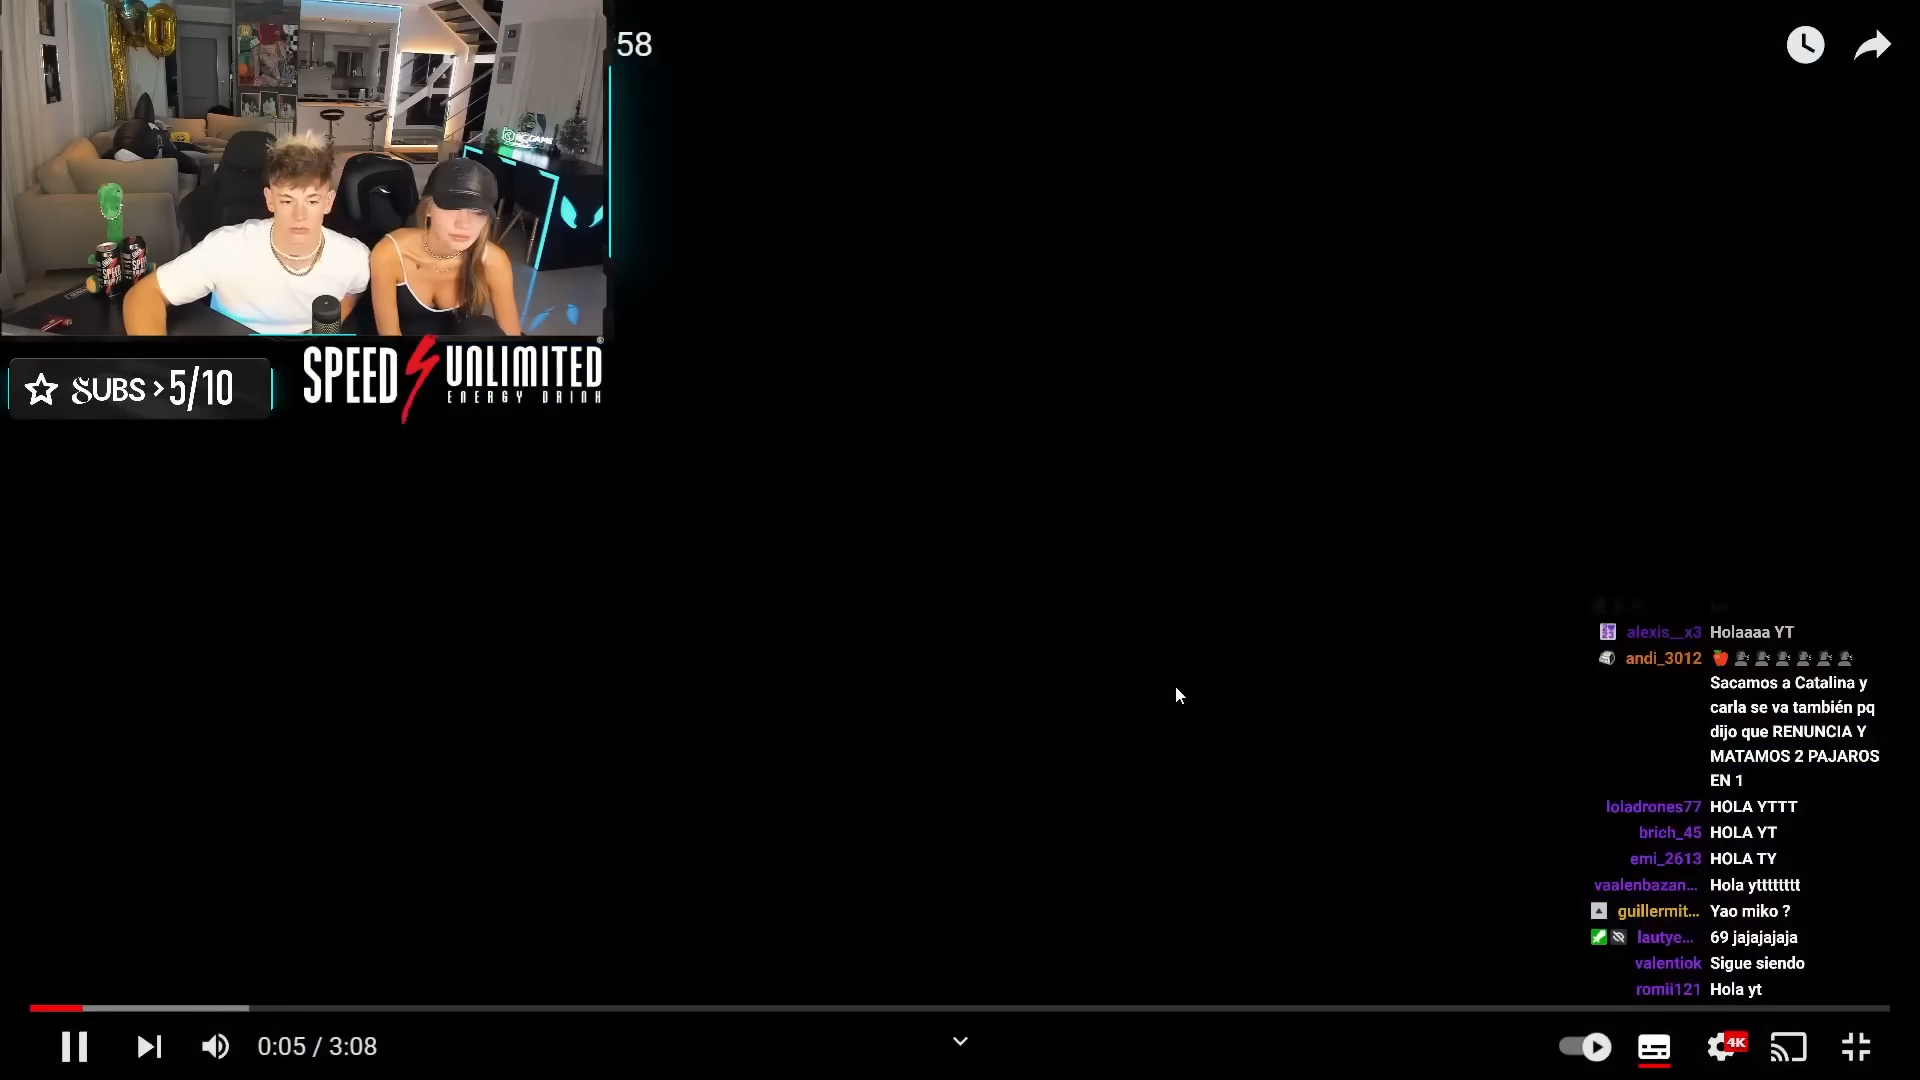 58
SUBS > 5/10
SPEED UNLIMITED
ENERGY DRINK
alexis__x3 Holaaaa YT
andi_3012
Sacamos a Catalina y
carla se va también pq
dijo que RENUNCIA Y
MATAMOS 2 PAJAROS
EN 1
loladrones77 HOLA YTTT
brich_45 HOLA YT
emi_2613 HOLA TY
vaalenbazan... Hola ytttttttt
guillermit... Yao miko ?
lautye... 69 jajajajaja
valentiok Sigue siendo
romii121 Hola yt
0:05 / 3:08
4K